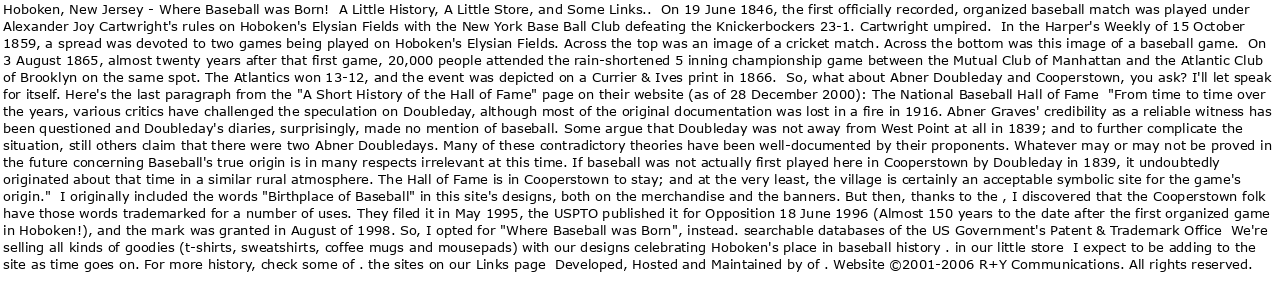 Hoboken, New Jersey - Where Baseball was Born!  A Little History, A Little Store, and Some Links..  On 19 June 1846, the first officially recorded, organized baseball match was played under
Alexander Joy Cartwright's rules on Hoboken's Elysian Fields with the New York Base Ball Club defeating the Knickerbockers 23-1. Cartwright umpired.  In the Harper's Weekly of 15 October
1859, a spread was devoted to two games being played on Hoboken's Elysian Fields. Across the top was an image of a cricket match. Across the bottom was this image of a baseball game.  On
3 August 1865, almost twenty years after that first game, 20,000 people attended the rain-shortened 5 inning championship game between the Mutual Club of Manhattan and the Atlantic Club
of Brooklyn on the same spot. The Atlantics won 13-12, and the event was depicted on a Currier & Ives print in 1866.  So, what about Abner Doubleday and Cooperstown, you ask? I'll let speak
for itself. Here's the last paragraph from the "A Short History of the Hall of Fame" page on their website (as of 28 December 2000): The National Baseball Hall of Fame  "From time to time over
the years, various critics have challenged the speculation on Doubleday, although most of the original documentation was lost in a fire in 1916. Abner Graves' credibility as a reliable witness has
been questioned and Doubleday's diaries, surprisingly, made no mention of baseball. Some argue that Doubleday was not away from West Point at all in 1839; and to further complicate the
situation, still others claim that there were two Abner Doubledays. Many of these contradictory theories have been well-documented by their proponents. Whatever may or may not be proved in
the future concerning Baseball's true origin is in many respects irrelevant at this time. If baseball was not actually first played here in Cooperstown by Doubleday in 1839, it undoubtedly
originated about that time in a similar rural atmosphere. The Hall of Fame is in Cooperstown to stay; and at the very least, the village is certainly an acceptable symbolic site for the game's
origin."  I originally included the words "Birthplace of Baseball" in this site's designs, both on the merchandise and the banners. But then, thanks to the , I discovered that the Cooperstown folk
have those words trademarked for a number of uses. They filed it in May 1995, the USPTO published it for Opposition 18 June 1996 (Almost 150 years to the date after the first organized game
in Hoboken!), and the mark was granted in August of 1998. So, I opted for "Where Baseball was Born", instead. searchable databases of the US Government's Patent & Trademark Office  We're
selling all kinds of goodies (t-shirts, sweatshirts, coffee mugs and mousepads) with our designs celebrating Hoboken's place in baseball history . in our little store  I expect to be adding to the
site as time goes on. For more history, check some of . the sites on our Links page  Developed, Hosted and Maintained by of . Website ©2001-2006 R+Y Communications. All rights reserved.